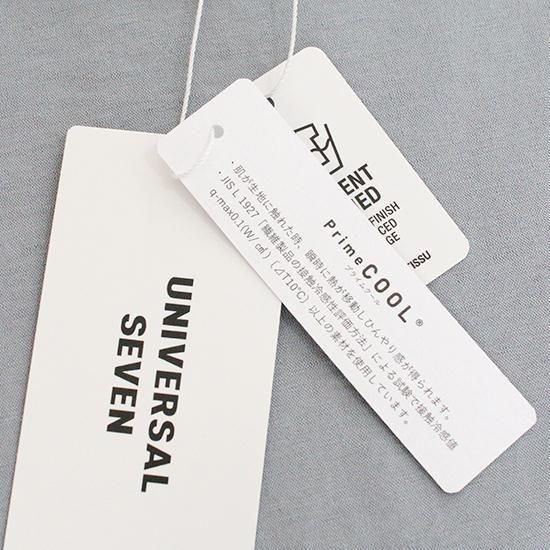 UNIVERSAL
SEVEN
PrimeCOOL®
プライムクール
・肌が生地に触れた時、瞬時に熱が移動しひんやり感が得られます。
・JIS L 1927「繊維製品の接触冷感性評価方法」による試験で接触冷感値
q-max0.1(W/㎠)(⊿T10℃)以上の素材を使用しています。
ENT
ED
FINISH
CED
GE
TISSU